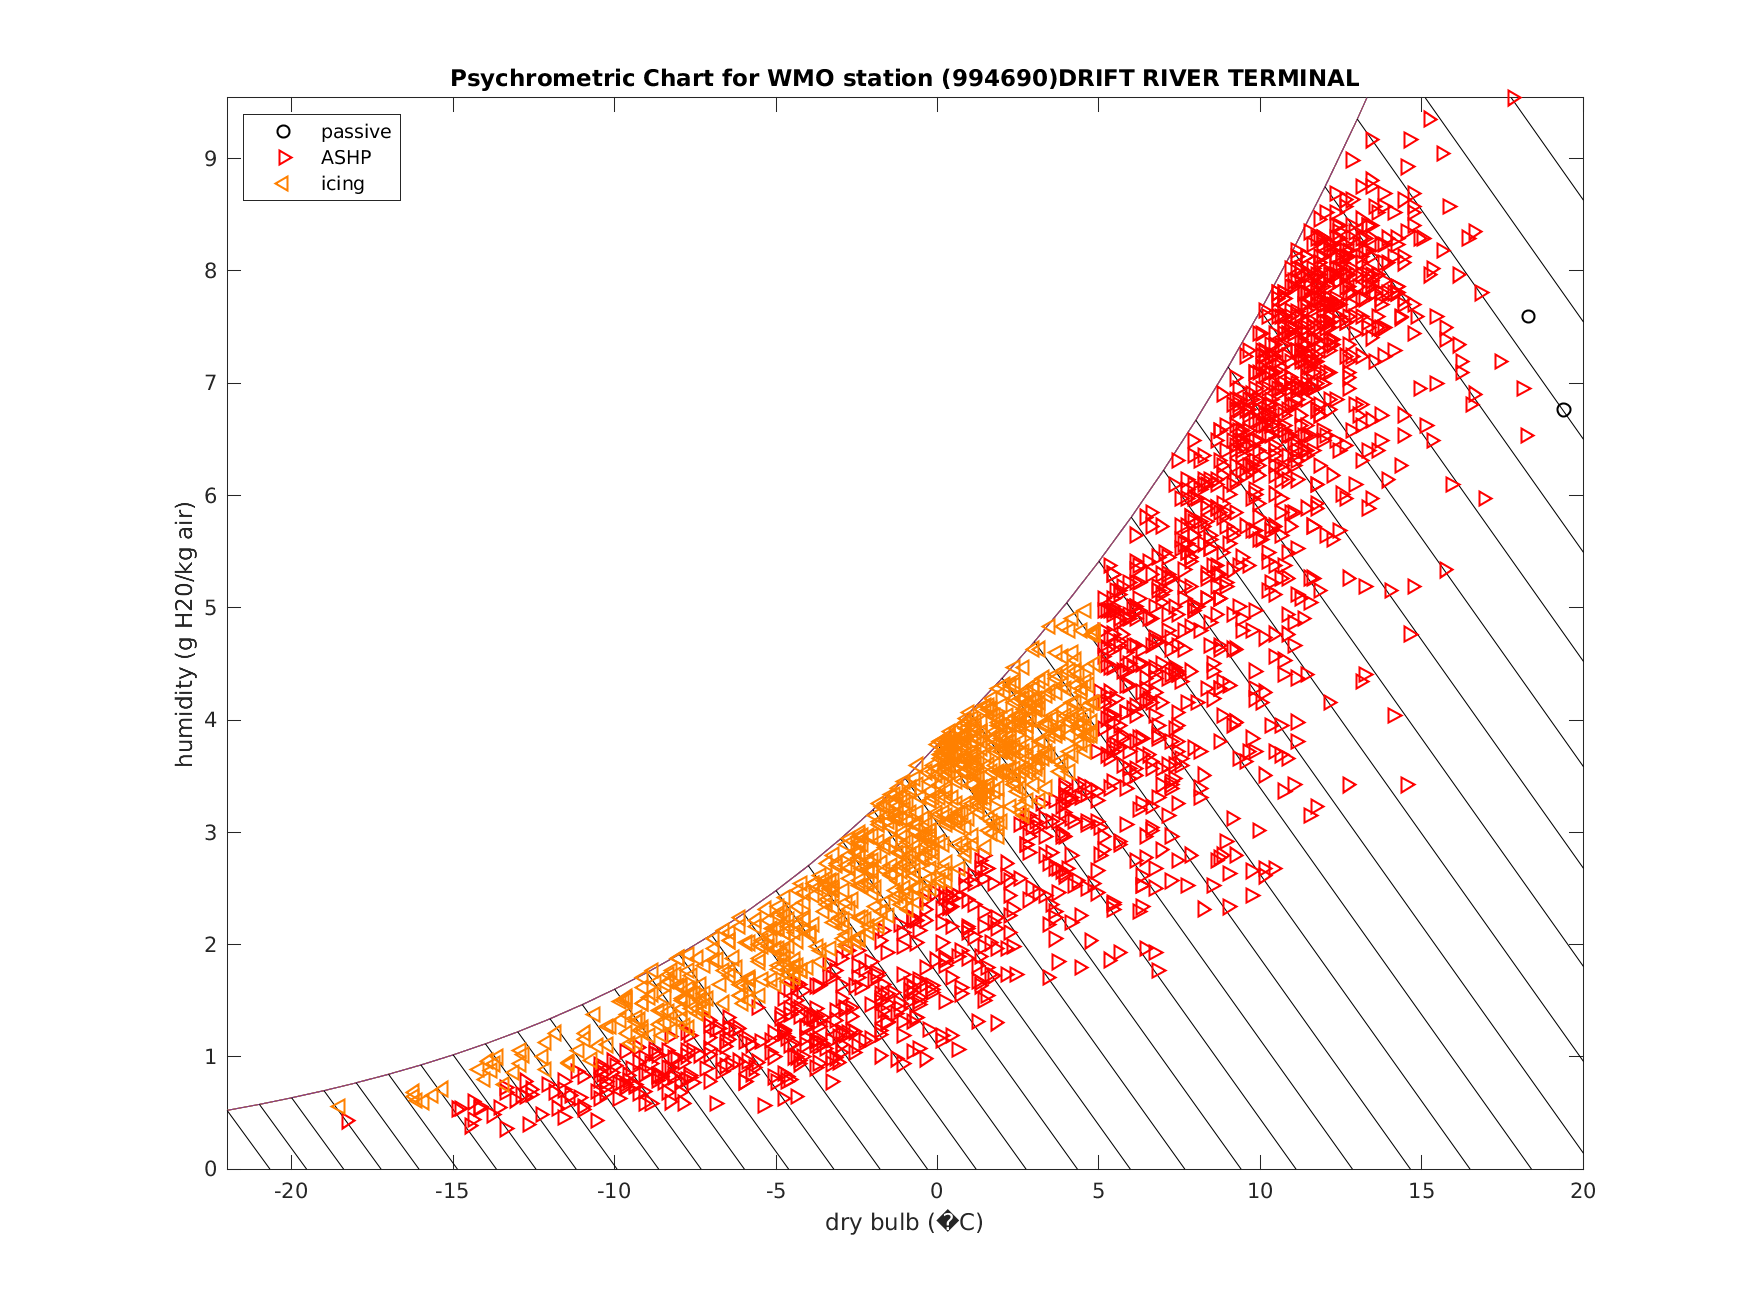 Psychrometric Chart for WMO station (994690)DRIFT RIVER TERMINAL
passive
ASHP
icing
9
8
7
6
5
4
3
2
1
0
humidity (g H20/kg air)
-20 -15 -10 -5 0 5 10 15 20
dry bulb (�C)